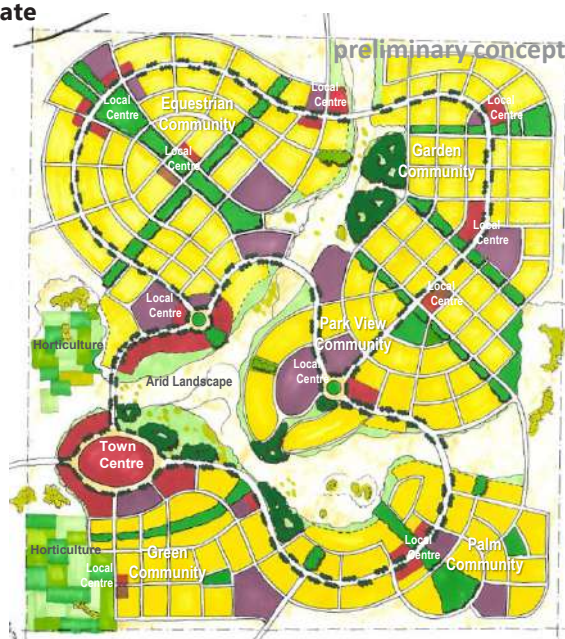 ate
preliminary concept
Local
Centre
Equestrian
Community
Local
Centre
Local
Centre
Local
Centre
Garden
Community
Local
Centre
Local
Centre
Local
Centre
Park View
Community
Horticulture
Local
Centr
Arid Landscape
Town
Centre
Horticulture
Green
Community
Local
Centre
Local
Centre
Palm
Community